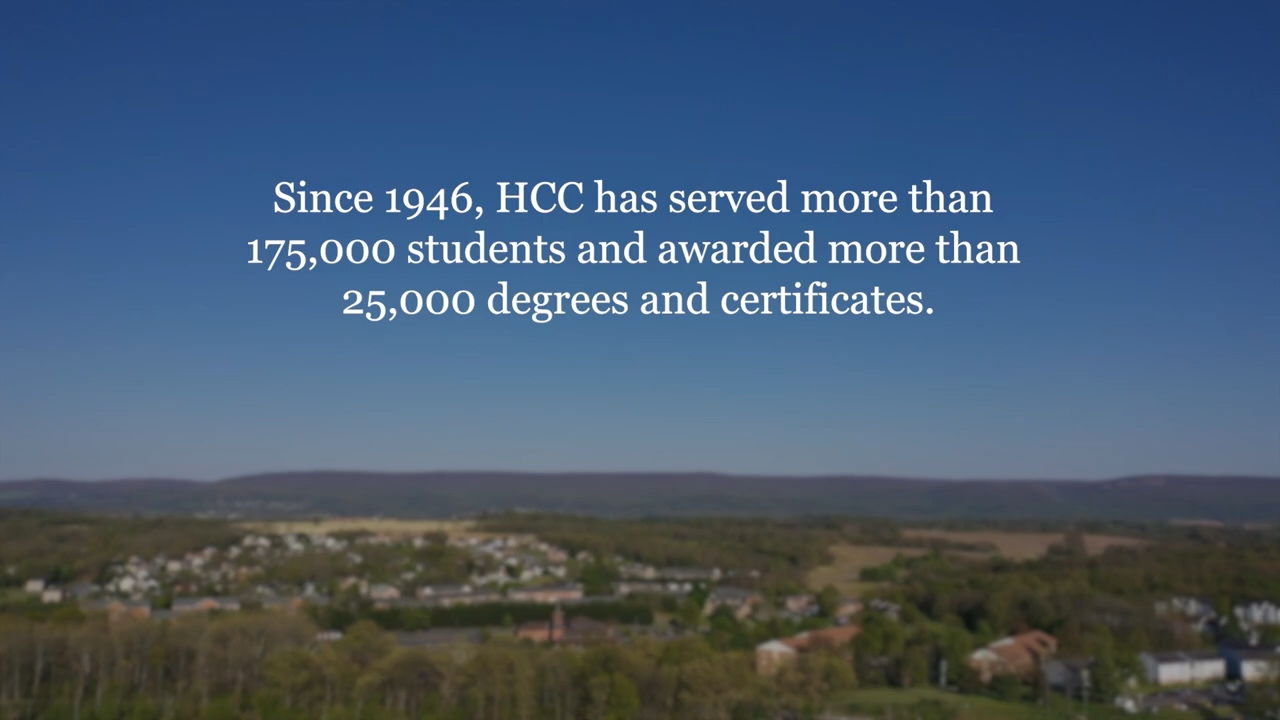 Since 1946, HCC has served more than
175,000 students and awarded more than
25,000 degrees and certificates.